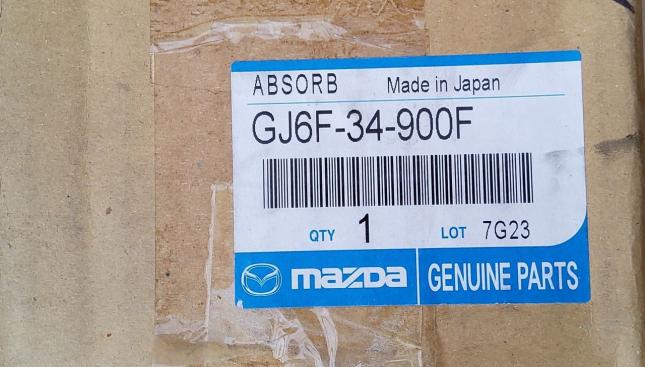 ABSORB Made in Japan
GJ6F-34-900F
QTY 1 LOT 7G23
mazda GENUINE PARTS